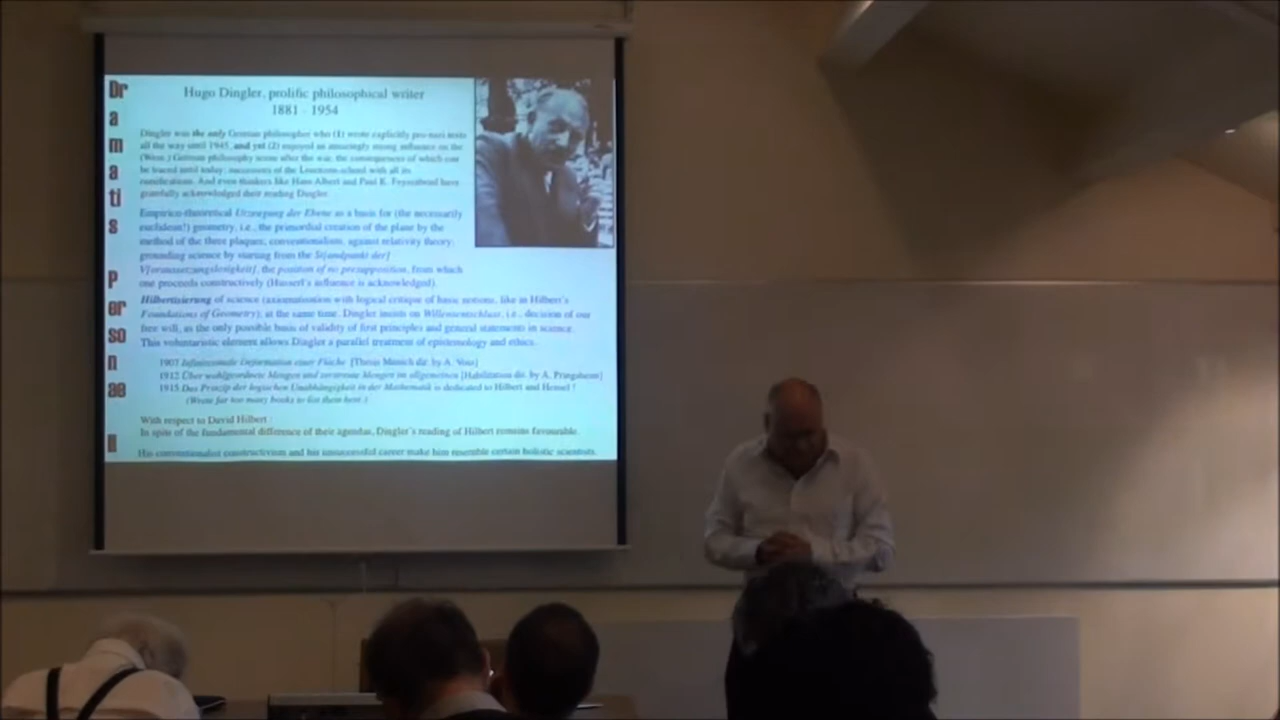 Dramatis Personae II
Hugo Dingler, prolific philosophical writer
1881 - 1954
Dingler was the only German philosopher who (1) wrote explicitly pro-nazi texts
all the way until 1945, and yet (2) enjoyed an amazingly strong influence on the
(West-) German philosophy scene after the war, the consequences of which can
be traced until today: successors of the Lorenzen-school with all its
ramifications. And even thinkers like Hans Albert and Paul K. Feyerabend have
gratefully acknowledged their reading Dingler.
Empirico-theoretical Urzeugung der Ebene as a basis for (the necessarily
euclidean!) geometry, i.e., the primordial creation of the plane by the
method of the three plaques, conventionalism, against relativity theory;
grounding science by starting from the St[andpunkt der]
V[oraussetzungslosigkeit], the position of no presupposition, from which
one proceeds constructively (Husserl's influence is acknowledged).
Hilbertisierung of science (axiomatisation with logical critique of basic notions, like in Hilbert's
Foundations of Geometry), at the same time, Dingler insists on Willensentschluss, i.e., decision of our
free will, as the only possible basis of validity of first principles and general statements in science.
This voluntaristic element allows Dingler a parallel treatment of epistemology and ethics.
1907 Infinitesimale Deformation einer Fläche [Thesis Munich dir. by A. Voss]
1912 Über wohlgeordnete Mengen und zerstreute Mengen im allgemeinen [Habilitation dir. by A. Pringsheim]
1915 Das Prinzip der logischen Unabhängigkeit in der Mathematik is dedicated to Hilbert and Hensel !
(Wrote far too many books to list them here.)
With respect to David Hilbert :
In spite of the fundamental difference of their agendas, Dingler's reading of Hilbert remains favourable.
His conventionalist constructivism and his unsuccessful career make him resemble certain holistic scientists.